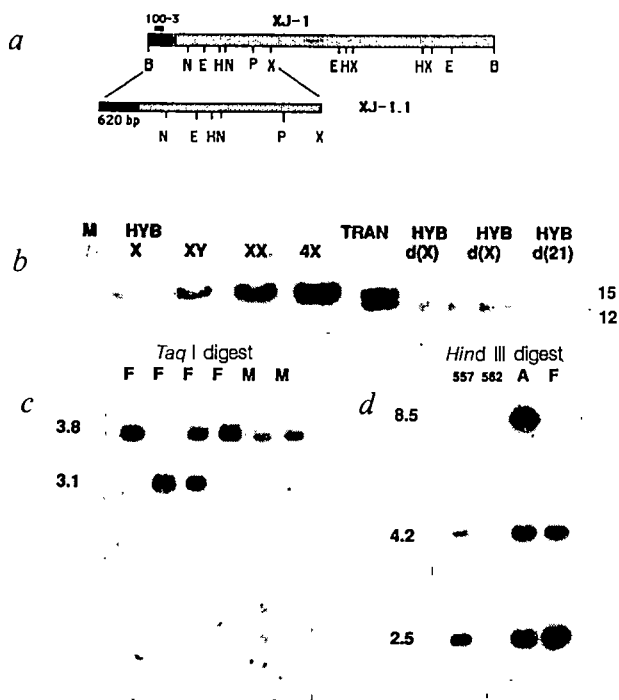 a
100-3 XJ-1
B N E HN P X E HX HX E B
620 bp XJ-1.1
N E HN P X
b
M HYB X XY XX 4X TRAN HYB d(X) HYB d(X) HYB d(21)
15
12
c
Taq I digest
F F F F M M
3.8
3.1
d
Hind III digest
557 562 A F
8.5
4.2
2.5